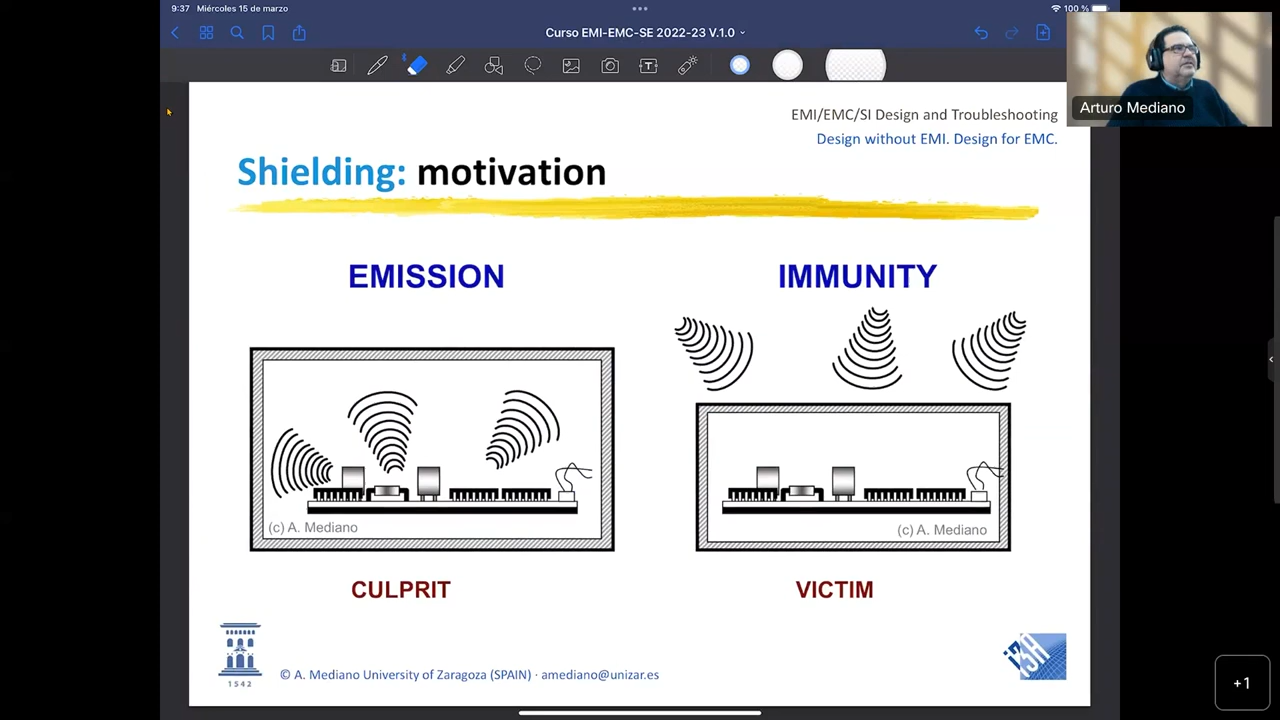 9:37 Miércoles 15 de marzo
100 %
Curso EMI-EMC-SE 2022-23 V.1.0
T
Arturo Mediano
EMI/EMC/SI Design and Troubleshooting
Design without EMI. Design for EMC.
Shielding: motivation
EMISSION
IMMUNITY
(c) A. Mediano
(c) A. Mediano
CULPRIT
VICTIM
1542
© A. Mediano University of Zaragoza (SPAIN) · amediano@unizar.es
i3A
+1